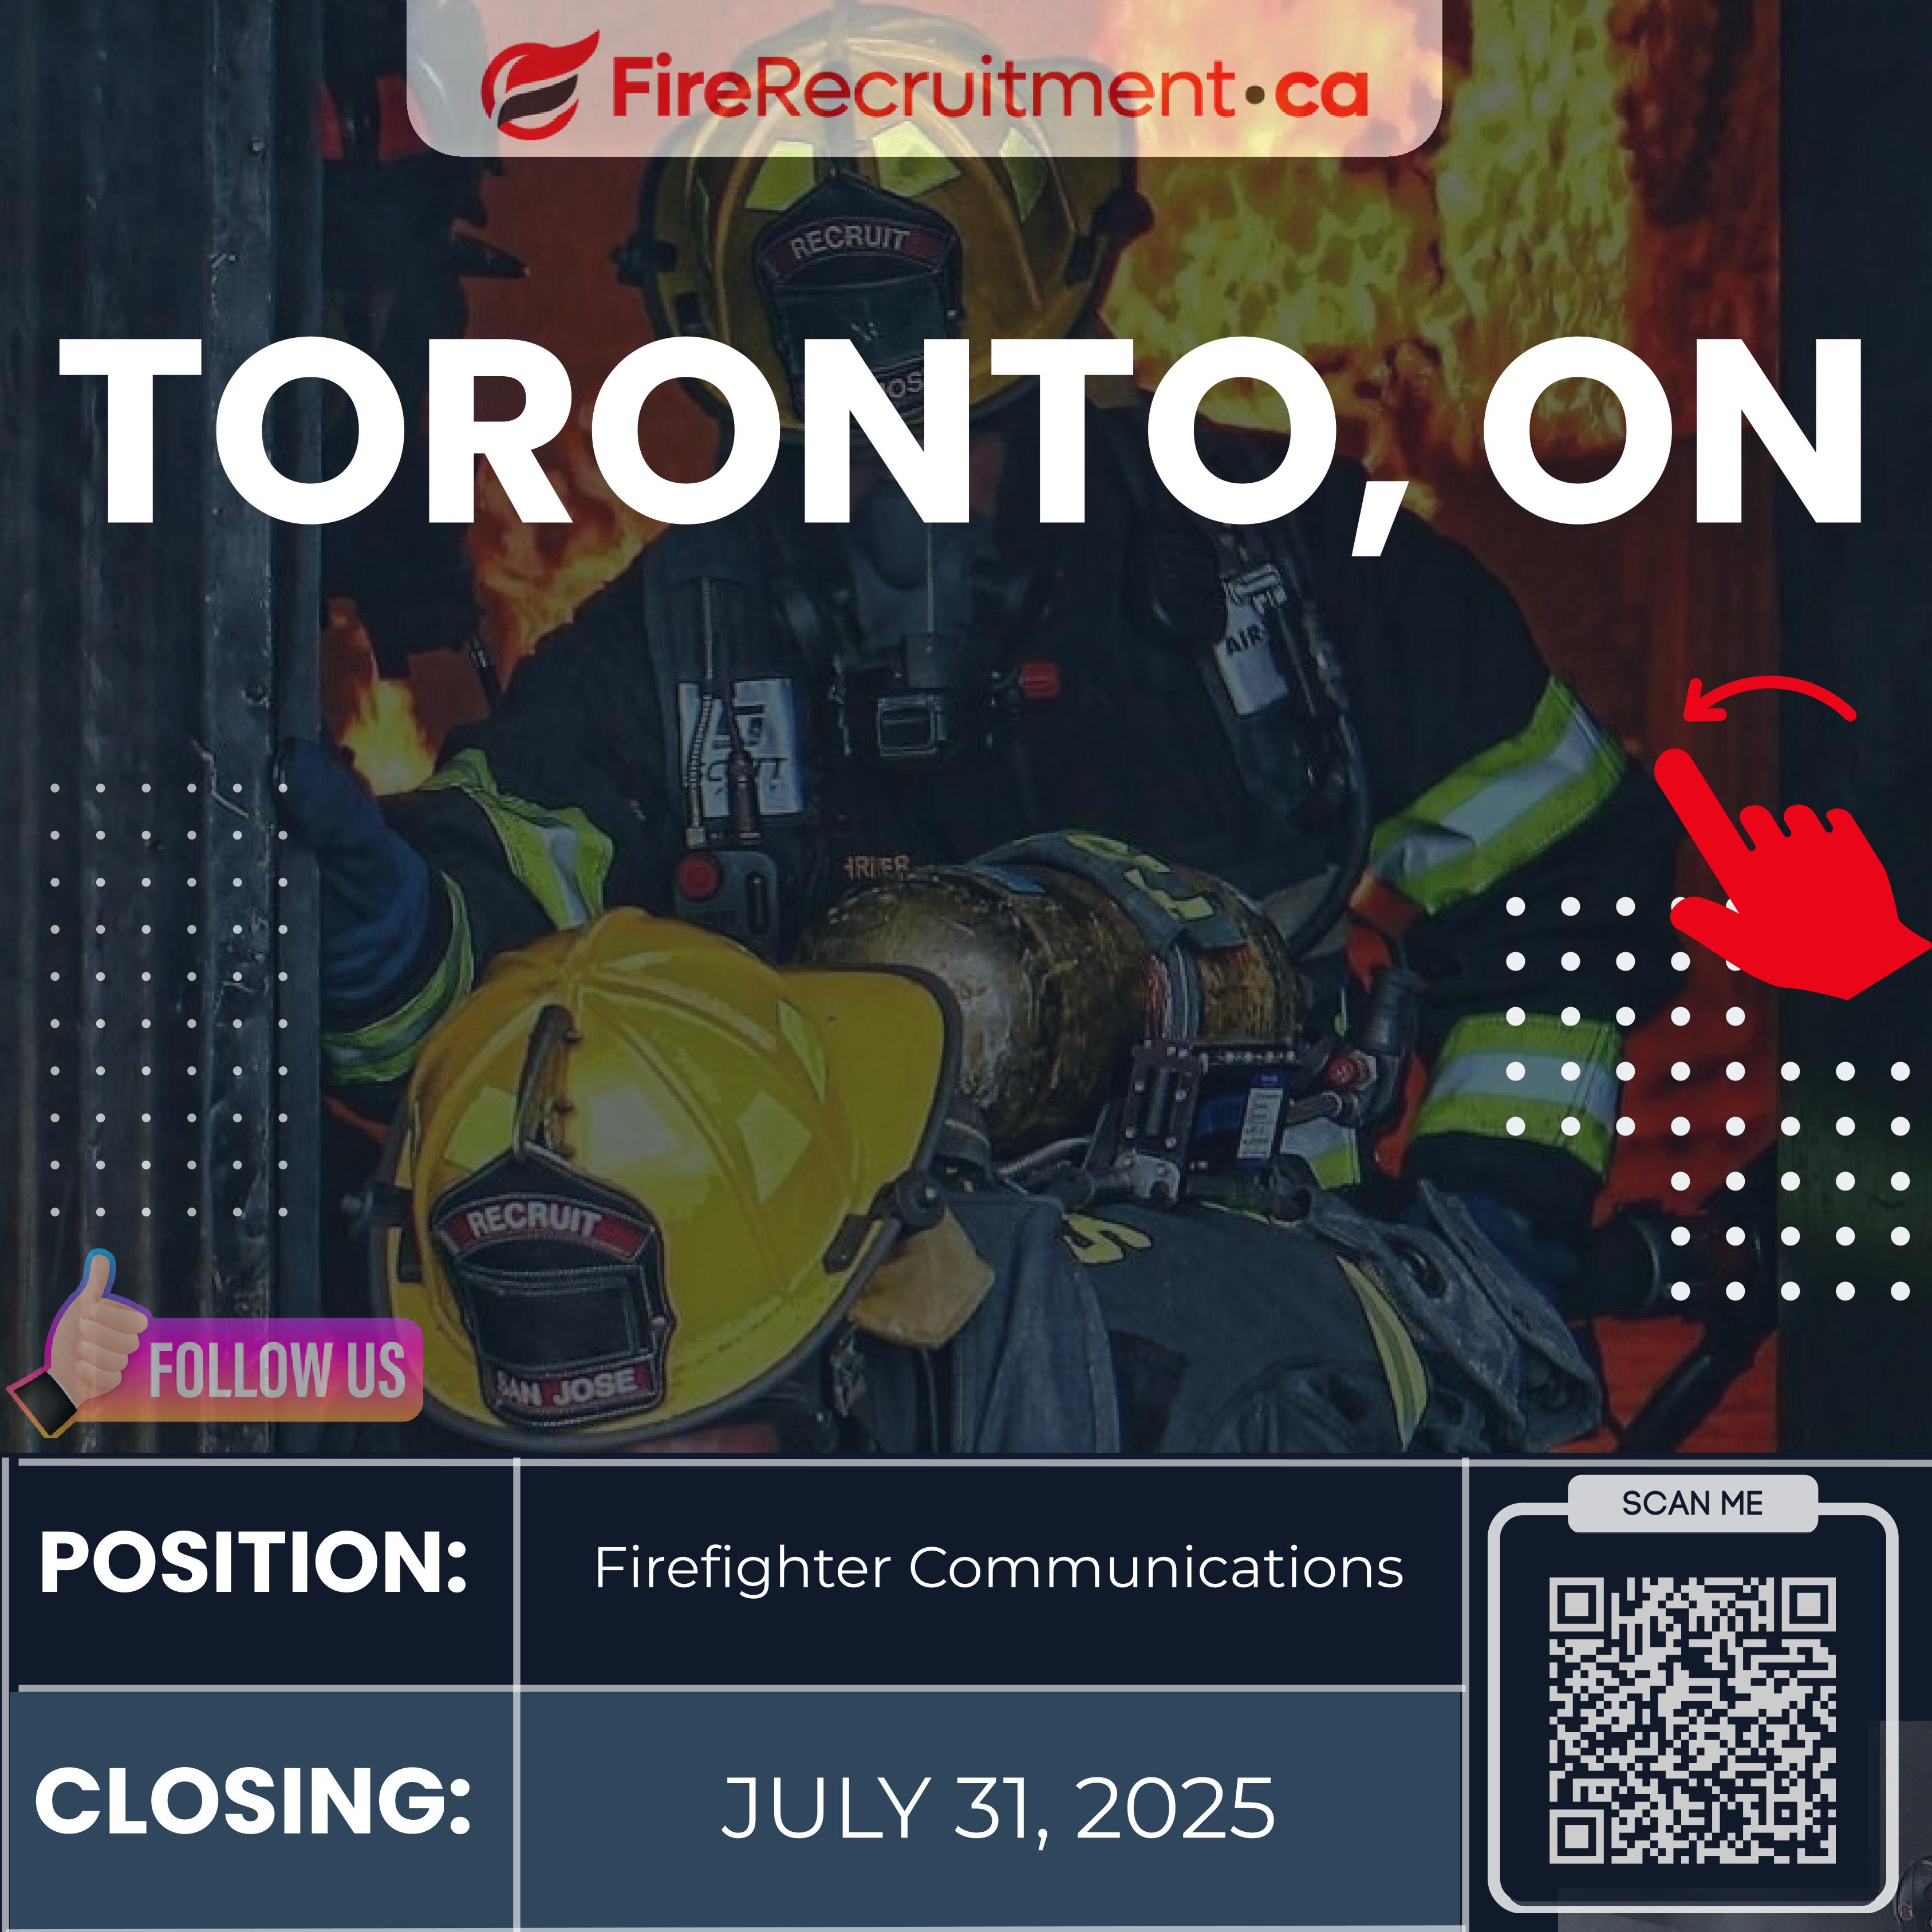 FireRecruitment.ca
RECRUIT
TORONTO, ON
AIR
RECRUIT
SAN JOSE
FOLLOW US
POSITION:
Firefighter Communications
SCAN ME
CLOSING:
JULY 31, 2025